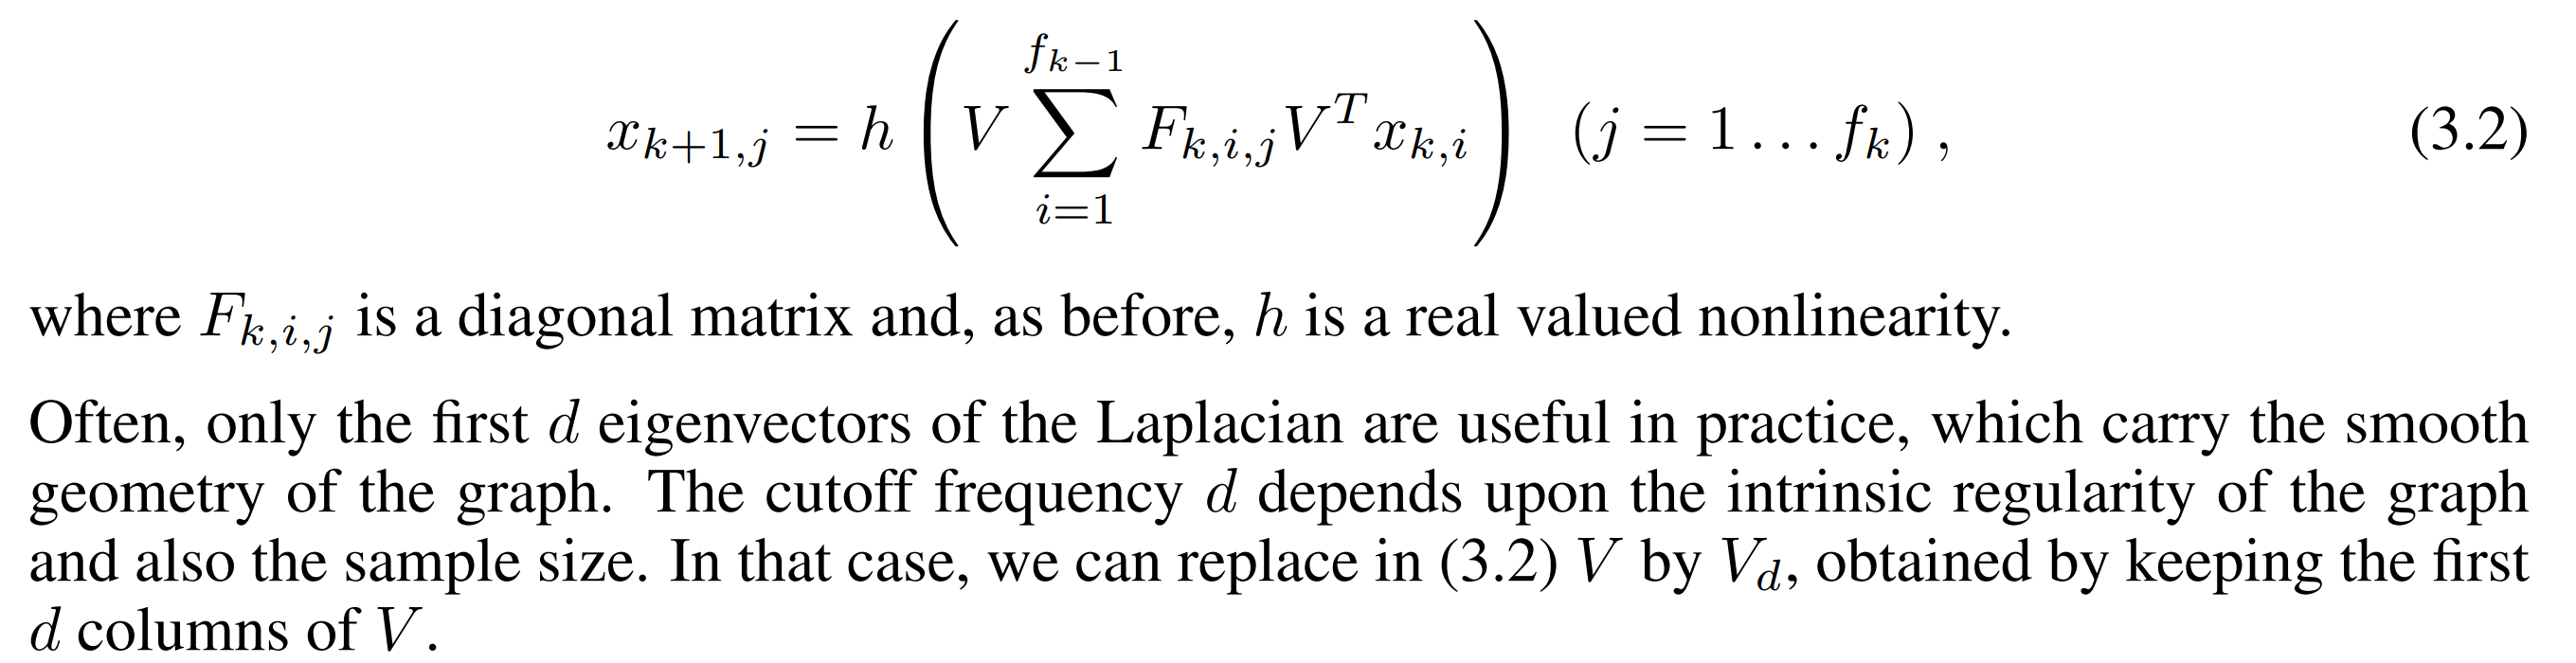 x_{k+1,j} = h \left( V \sum_{i=1}^{f_{k-1}} F_{k,i,j} V^T x_{k,i} \right) (j = 1 \ldots f_k) , (3.2)
where F_{k,i,j} is a diagonal matrix and, as before, h is a real valued nonlinearity.
Often, only the first d eigenvectors of the Laplacian are useful in practice, which carry the smooth
geometry of the graph. The cutoff frequency d depends upon the intrinsic regularity of the graph
and also the sample size. In that case, we can replace in (3.2) V by V_d, obtained by keeping the first
d columns of V.